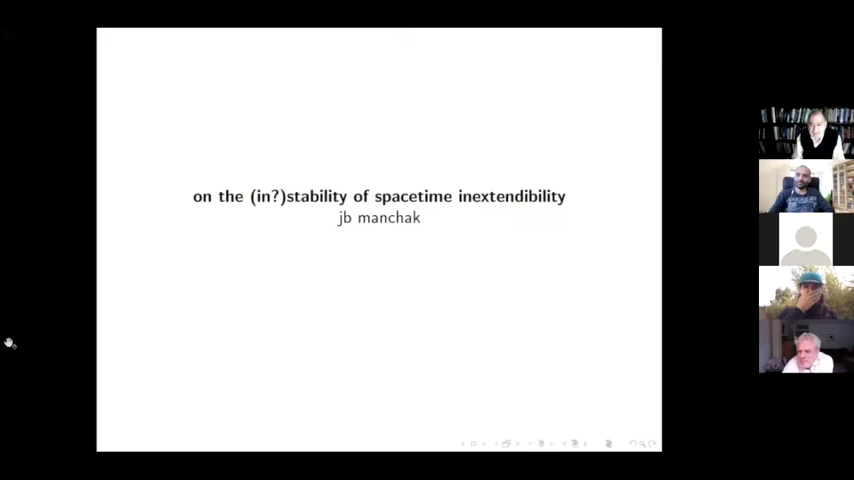 on the (in?)stability of spacetime inextendibility
jb manchak